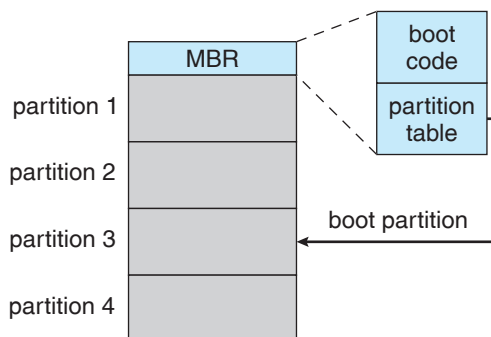 MBR
boot
code
partition
table
partition 1
partition 2
boot partition
partition 3
partition 4